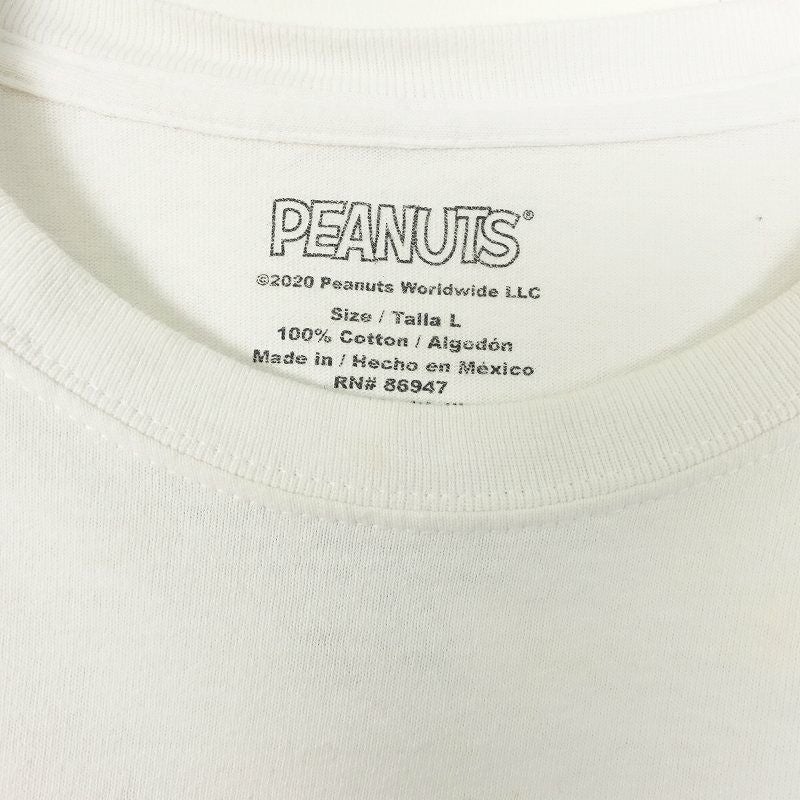 PEANUTS®
©2020 Peanuts Worldwide LLC
Size / Talla L
100% Cotton / Algodón
Made in / Hecho en México
RN# 86947